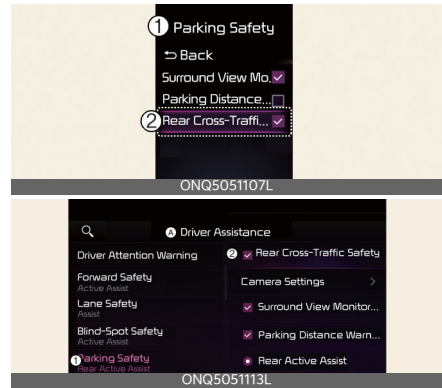 ① Parking Safety
⮌ Back
Surround View Mo.
Parking Distance...
② Rear Cross-Traffi...
ONQ5051107L
Ⓐ Driver Assistance
Driver Attention Warning
② Rear Cross-Traffic Safety
Forward Safety
Active Assist
Camera Settings >
Lane Safety
Assist
Surround View Monitor...
Blind-Spot Safety
Active Assist
Parking Distance Warn...
① Parking Safety
Rear Active Assist
Rear Active Assist
ONQ5051113L